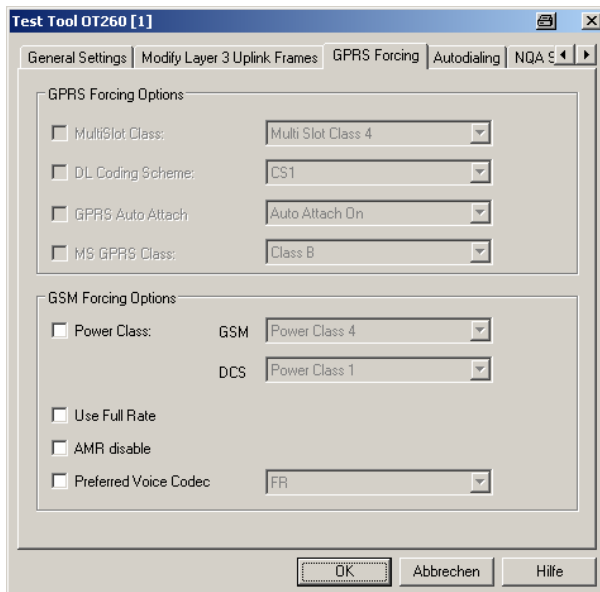 Test Tool OT260 [1]
General Settings Modify Layer 3 Uplink Frames GPRS Forcing Autodialing NQA S
GPRS Forcing Options
MultiSlot Class: Multi Slot Class 4
DL Coding Scheme: CS1
GPRS Auto Attach Auto Attach On
MS GPRS Class: Class B
GSM Forcing Options
Power Class: GSM Power Class 4
DCS Power Class 1
Use Full Rate
AMR disable
Preferred Voice Codec FR
OK Abbrechen Hilfe